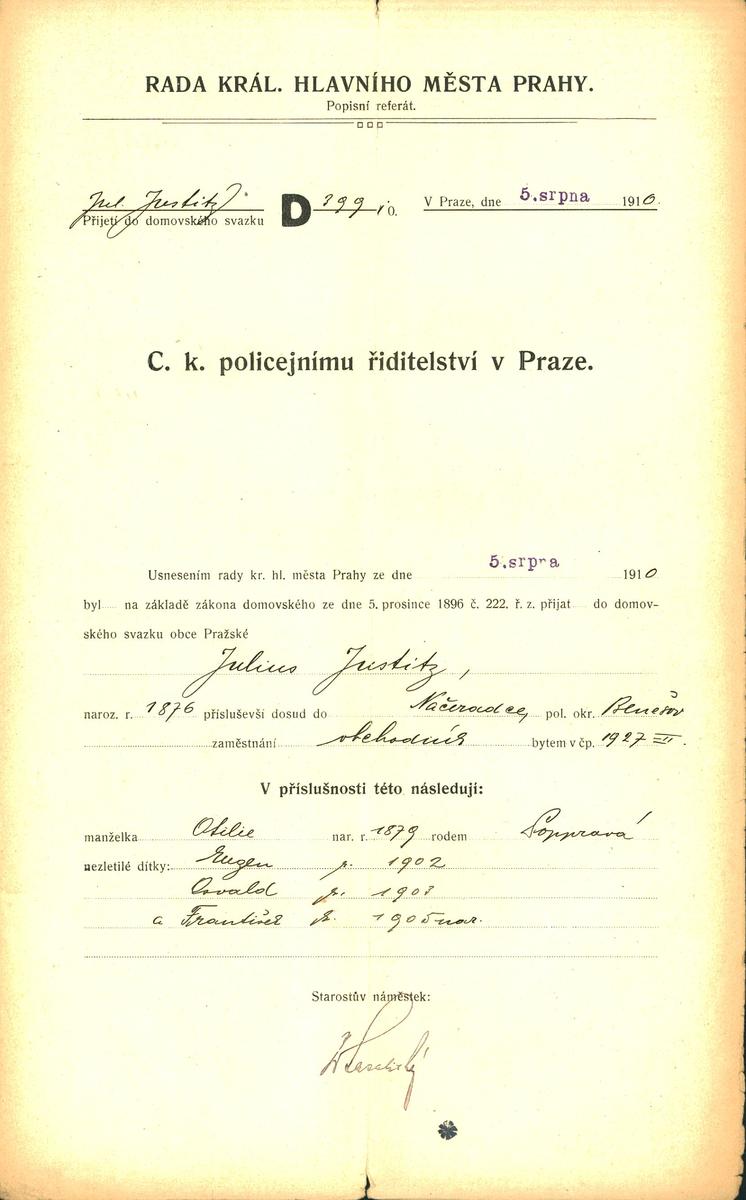 RADA KRÁL. HLAVNÍHO MĚSTA PRAHY.
Popisní referát.
Jul. Justitz
Přijetí do domovského svazku D 399/10. V Praze, dne 5. srpna 1910.
C. k. policejnímu řiditelství v Praze.
Usnesením rady kr. hl. města Prahy ze dne 5. srpna 1910
byl na základě zákona domovského ze dne 5. prosince 1896 č. 222. ř. z. přijat do domov-
ského svazku obce Pražské
Julius Justitz,
naroz. r. 1876 přísluševší dosud do Načeradce, pol. okr. Benešov
zaměstnání obchodník bytem v čp. 1927 II.
V příslušnosti této následují:
manželka Otilie nar. r. 1879 rodem Popprová
nezletilé dítky: Eugen r. 1902
Osvald r. 1903
a František r. 1905 nar.
Starostův náměstek: